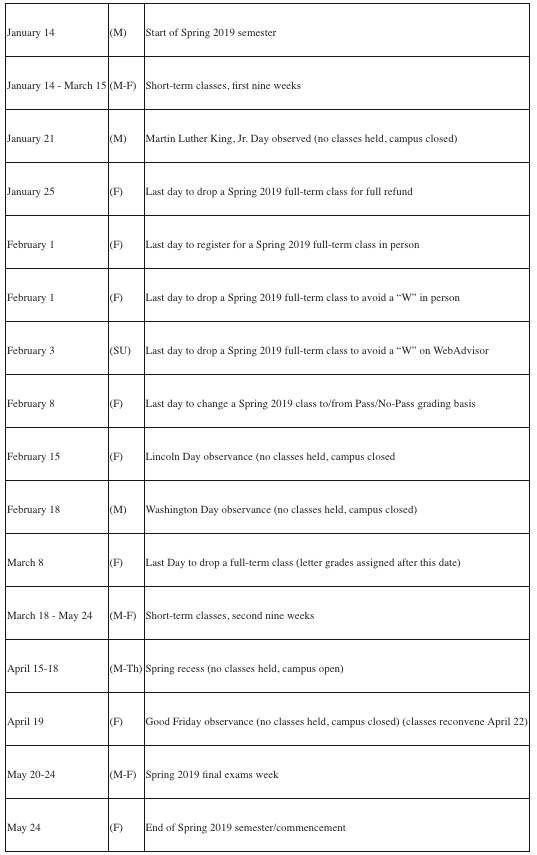 January 14 (M) Start of Spring 2019 semester
January 14 - March 15 (M-F) Short-term classes, first nine weeks
January 21 (M) Martin Luther King, Jr. Day observed (no classes held, campus closed)
January 25 (F) Last day to drop a Spring 2019 full-term class for full refund
February 1 (F) Last day to register for a Spring 2019 full-term class in person
February 1 (F) Last day to drop a Spring 2019 full-term class to avoid a “W” in person
February 3 (SU) Last day to drop a Spring 2019 full-term class to avoid a “W” on WebAdvisor
February 8 (F) Last day to change a Spring 2019 class to/from Pass/No-Pass grading basis
February 15 (F) Lincoln Day observance (no classes held, campus closed
February 18 (M) Washington Day observance (no classes held, campus closed)
March 8 (F) Last Day to drop a full-term class (letter grades assigned after this date)
March 18 - May 24 (M-F) Short-term classes, second nine weeks
April 15-18 (M-Th) Spring recess (no classes held, campus open)
April 19 (F) Good Friday observance (no classes held, campus closed) (classes reconvene April 22)
May 20-24 (M-F) Spring 2019 final exams week
May 24 (F) End of Spring 2019 semester/commencement